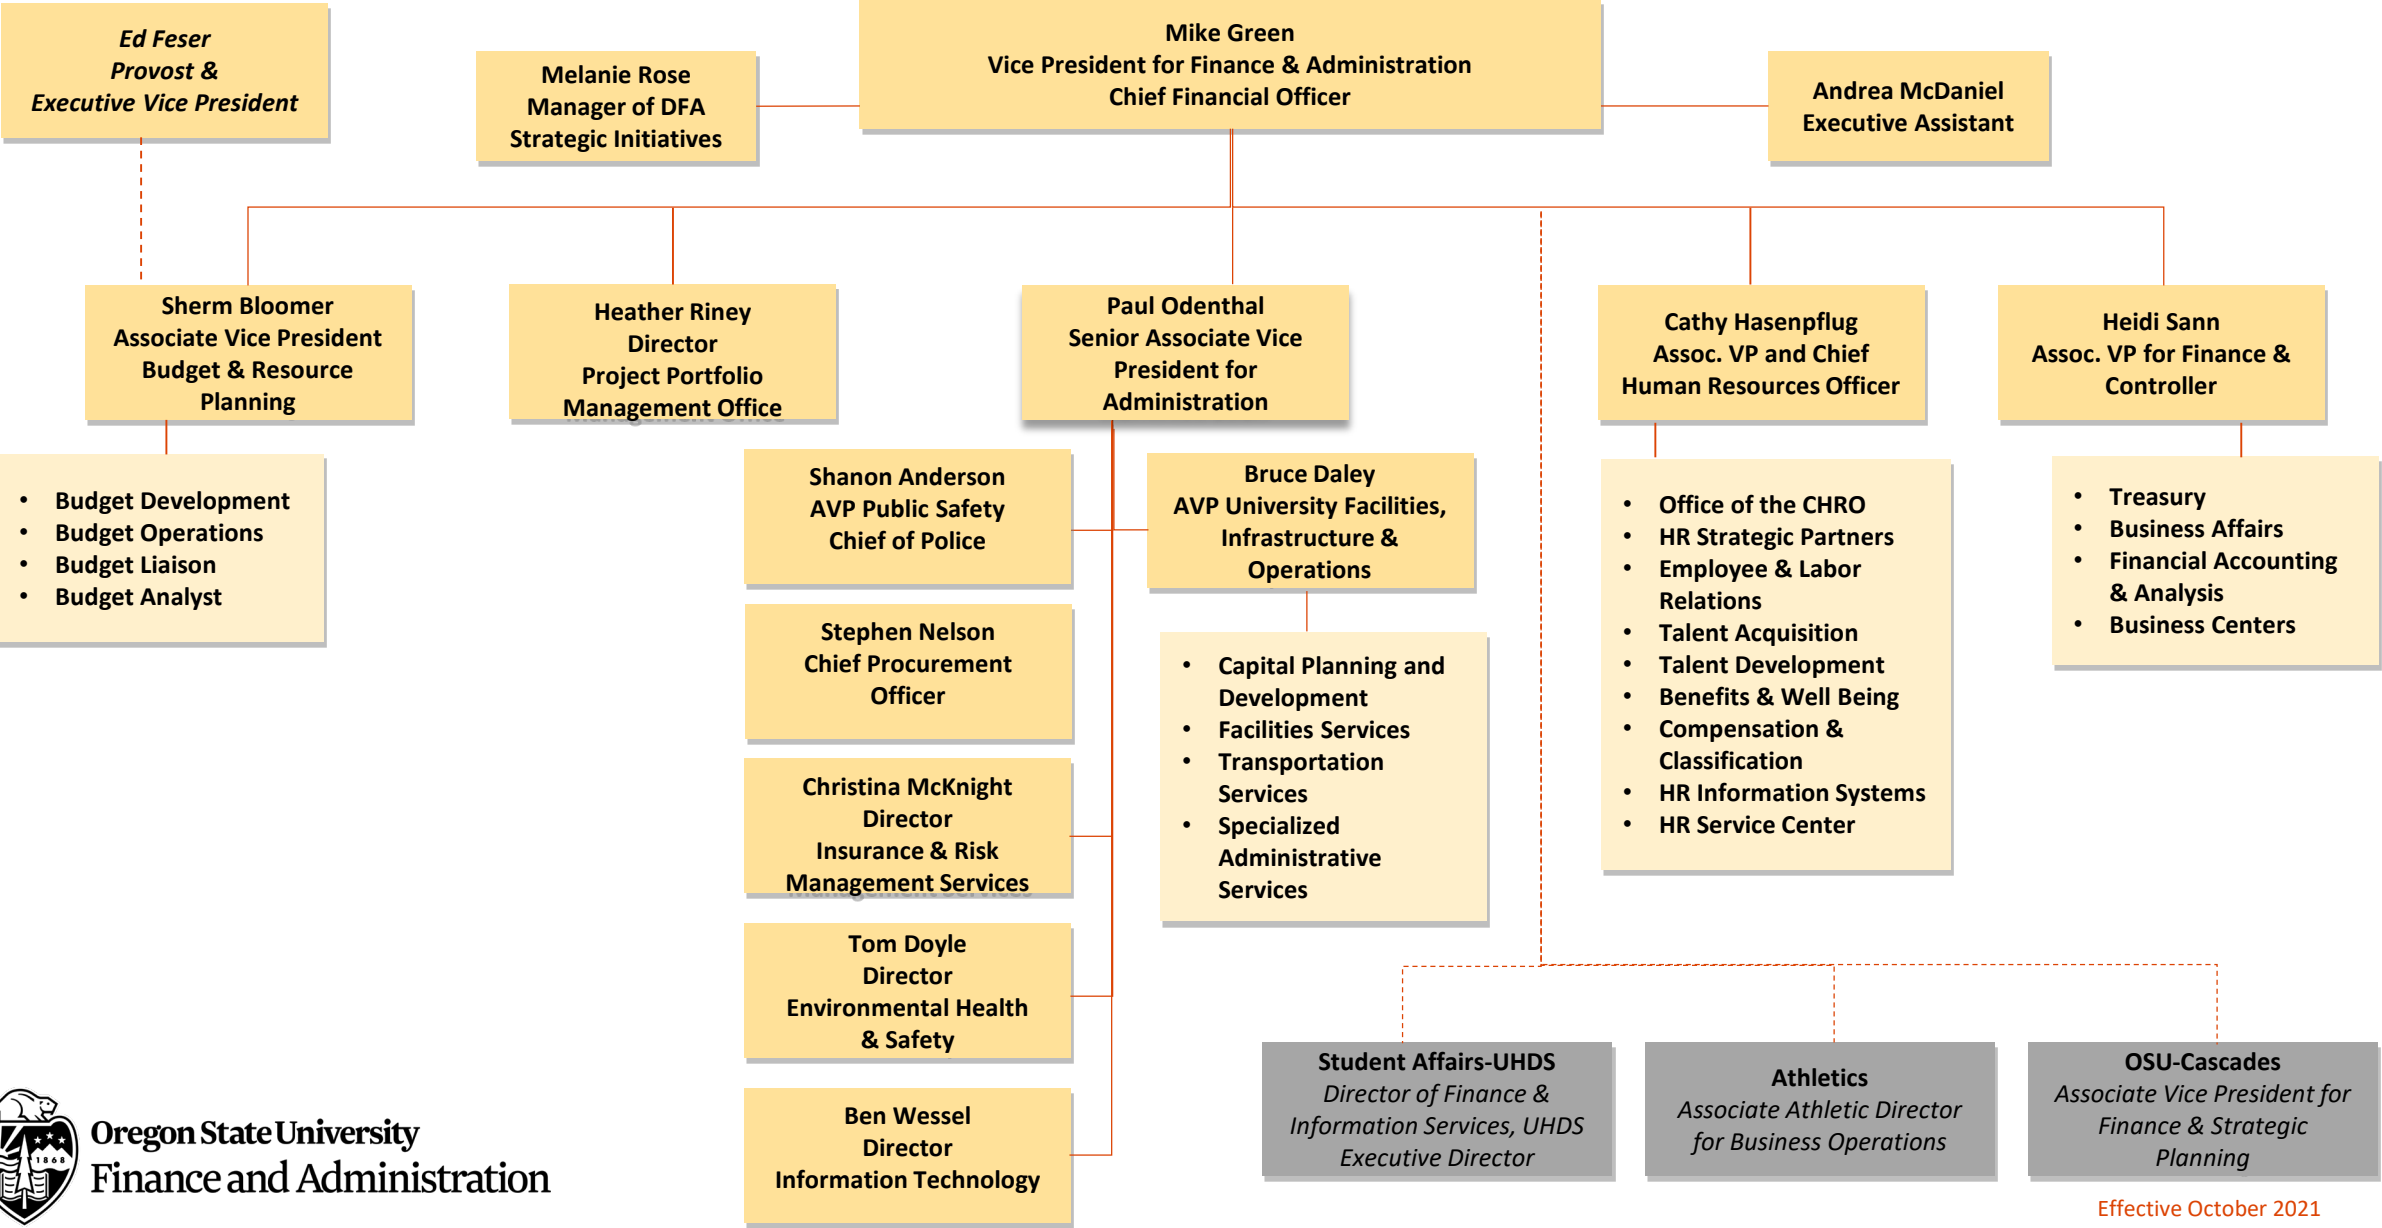 Ed Feser
Provost &
Executive Vice President
Melanie Rose
Manager of DFA
Strategic Initiatives
Mike Green
Vice President for Finance & Administration
Chief Financial Officer
Andrea McDaniel
Executive Assistant
Sherm Bloomer
Associate Vice President
Budget & Resource
Planning
Heather Riney
Director
Project Portfolio
Management Office
Paul Odenthal
Senior Associate Vice
President for
Administration
Cathy Hasenpflug
Assoc. VP and Chief
Human Resources Officer
Heidi Sann
Assoc. VP for Finance &
Controller
• Budget Development
• Budget Operations
• Budget Liaison
• Budget Analyst
Shanon Anderson
AVP Public Safety
Chief of Police
Stephen Nelson
Chief Procurement
Officer
Christina McKnight
Director
Insurance & Risk
Management Services
Tom Doyle
Director
Environmental Health
& Safety
Ben Wessel
Director
Information Technology
Bruce Daley
AVP University Facilities,
Infrastructure &
Operations
• Capital Planning and
Development
• Facilities Services
• Transportation
Services
• Specialized
Administrative
Services
• Office of the CHRO
• HR Strategic Partners
• Employee & Labor
Relations
• Talent Acquisition
• Talent Development
• Benefits & Well Being
• Compensation &
Classification
• HR Information Systems
• HR Service Center
• Treasury
• Business Affairs
• Financial Accounting
& Analysis
• Business Centers
Student Affairs-UHDS
Director of Finance &
Information Services, UHDS
Executive Director
Athletics
Associate Athletic Director
for Business Operations
OSU-Cascades
Associate Vice President for
Finance & Strategic
Planning
1868
Oregon State University
Finance and Administration
Effective October 2021